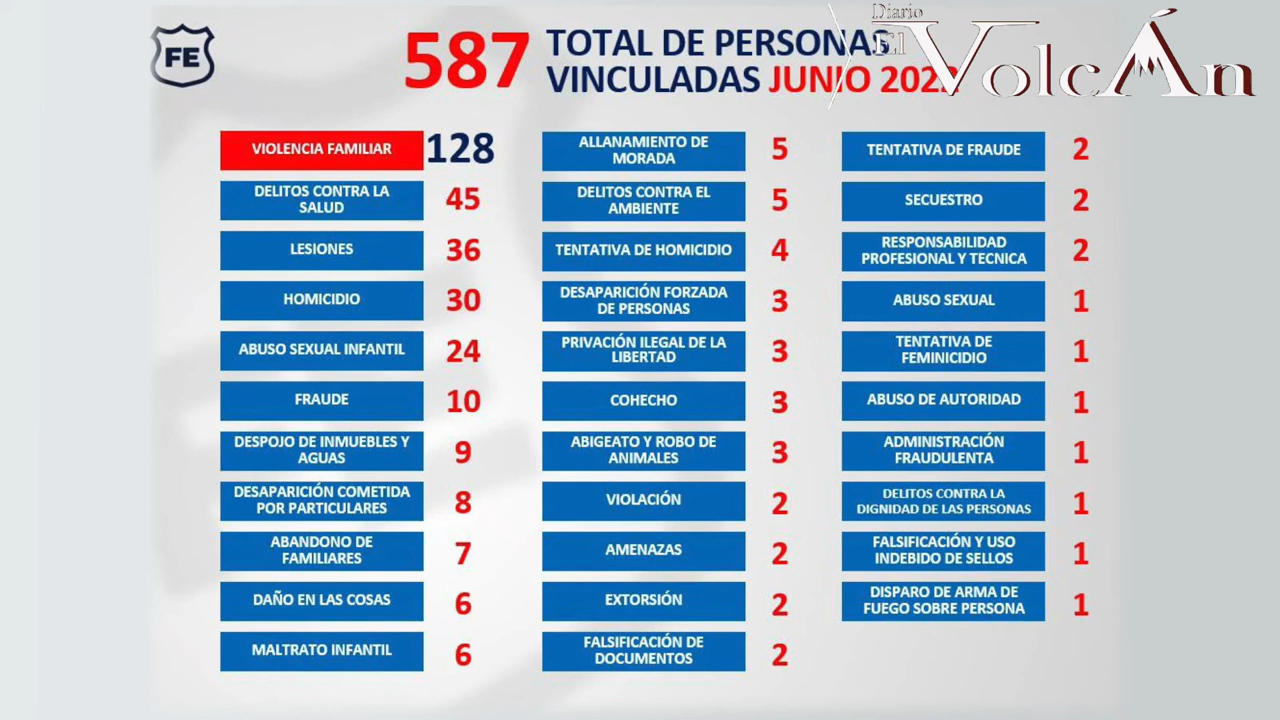 FE
587
TOTAL DE PERSONAS
VINCULADAS JUNIO 2022
Diario
El
Volcán
VIOLENCIA FAMILIAR 128
DELITOS CONTRA LA
SALUD
45
LESIONES 36
HOMICIDIO 30
ABUSO SEXUAL INFANTIL 24
FRAUDE 10
DESPOJO DE INMUEBLES Y
AGUAS
9
DESAPARICIÓN COMETIDA
POR PARTICULARES
8
ABANDONO DE
FAMILIARES
7
DAÑO EN LAS COSAS 6
MALTRATO INFANTIL 6
ALLANAMIENTO DE
MORADA
5
DELITOS CONTRA EL
AMBIENTE
5
TENTATIVA DE HOMICIDIO 4
DESAPARICIÓN FORZADA
DE PERSONAS
3
PRIVACIÓN ILEGAL DE LA
LIBERTAD
3
COHECHO 3
ABIGEATO Y ROBO DE
ANIMALES
3
VIOLACIÓN 2
AMENAZAS 2
EXTORSIÓN 2
FALSIFICACIÓN DE
DOCUMENTOS
2
TENTATIVA DE FRAUDE 2
SECUESTRO 2
RESPONSABILIDAD
PROFESIONAL Y TECNICA
2
ABUSO SEXUAL 1
TENTATIVA DE
FEMINICIDIO
1
ABUSO DE AUTORIDAD 1
ADMINISTRACIÓN
FRAUDULENTA
1
DELITOS CONTRA LA
DIGNIDAD DE LAS PERSONAS
1
FALSIFICACIÓN Y USO
INDEBIDO DE SELLOS
1
DISPARO DE ARMA DE
FUEGO SOBRE PERSONA
1